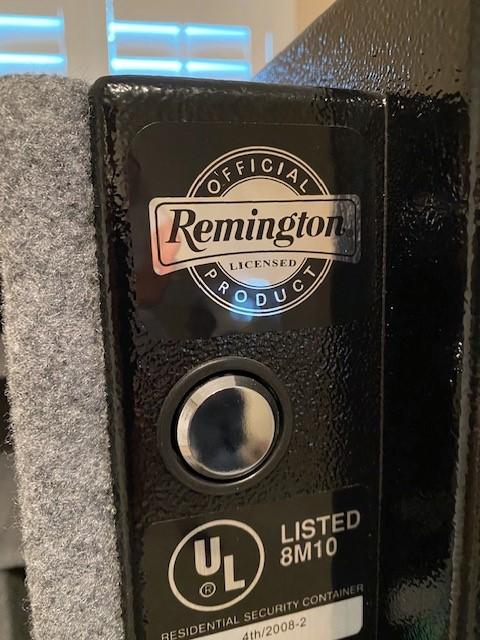 OFFICIAL
Remington
LICENSED
PRODUCT
UL
®
LISTED
8M10
RESIDENTIAL SECURITY CONTAINER
4th/2008-2